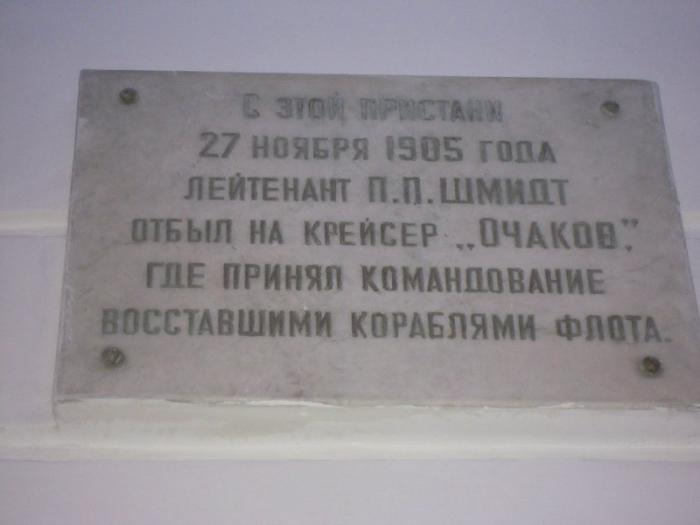 С ЭТОЙ ПРИСТАНИ
27 НОЯБРЯ 1905 ГОДА
ЛЕЙТЕНАНТ П.П.ШМИДТ
ОТБЫЛ НА КРЕЙСЕР „ОЧАКОВ”,
ГДЕ ПРИНЯЛ КОМАНДОВАНИЕ
ВОССТАВШИМИ КОРАБЛЯМИ ФЛОТА.